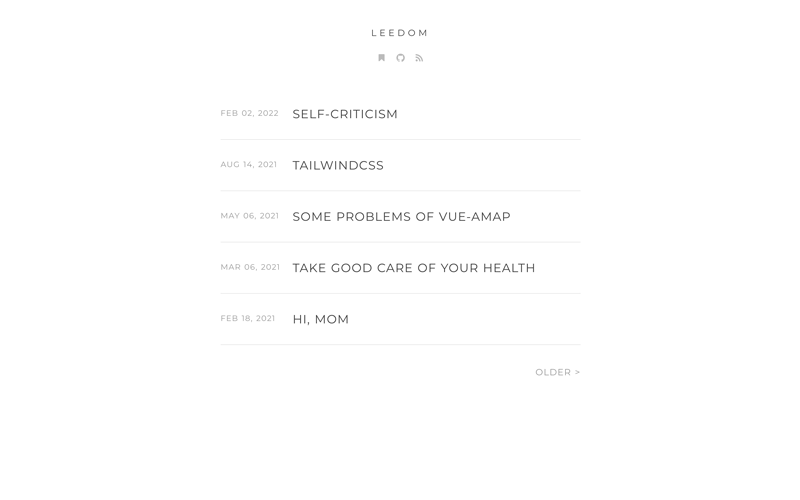 LEEDOM
FEB 02, 2022 SELF-CRITICISM
AUG 14, 2021 TAILWINDCSS
MAY 06, 2021 SOME PROBLEMS OF VUE-AMAP
MAR 06, 2021 TAKE GOOD CARE OF YOUR HEALTH
FEB 18, 2021 HI, MOM
OLDER >